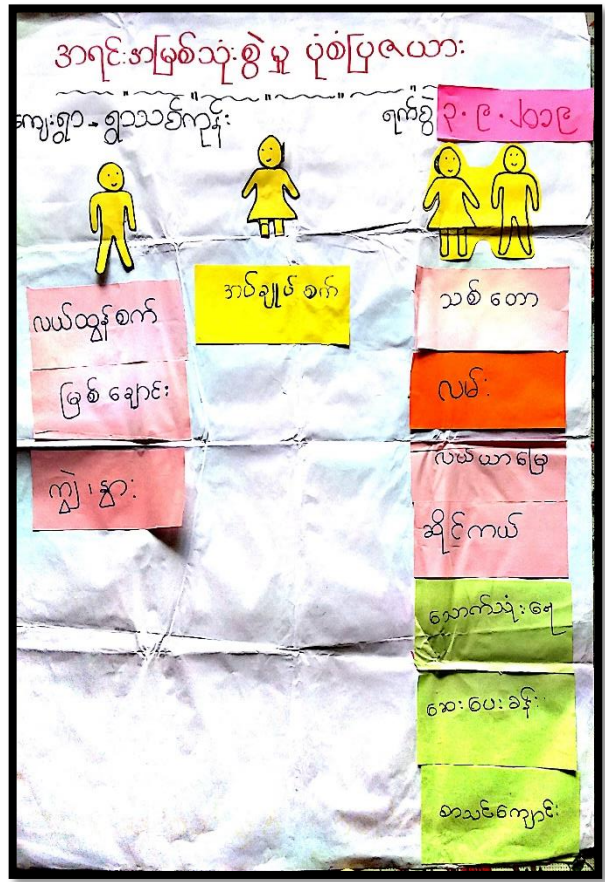 အရင်းအမြစ်သုံးစွဲမှု ပုံစံပြဇယား
ကျေးရွာ - ရွာသစ်ကုန်း
ရက်စွဲ ၃.၉.၂၀၁၉
လယ်ထွန်စက်
မြစ်ချောင်း
ကျွဲ၊နွား
အပ်ချုပ်စက်
သစ်တော
လမ်း
လယ်ယာမြေ
ဆိုင်ကယ်
သောက်သုံးရေ
ဆေးပေးခန်း
စာသင်ကျောင်း